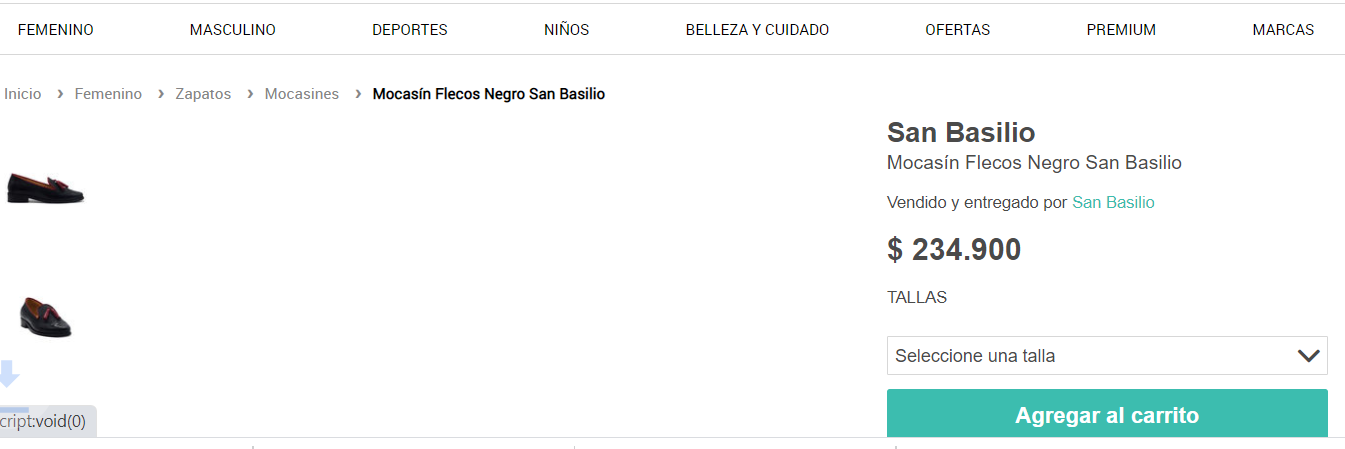 FEMENINO MASCULINO DEPORTES NIÑOS BELLEZA Y CUIDADO OFERTAS PREMIUM MARCAS
Inicio › Femenino › Zapatos › Mocasines › Mocasín Flecos Negro San Basilio
San Basilio
Mocasín Flecos Negro San Basilio
Vendido y entregado por San Basilio
$ 234.900
TALLAS
Seleccione una talla
Agregar al carrito
cript:void(0)